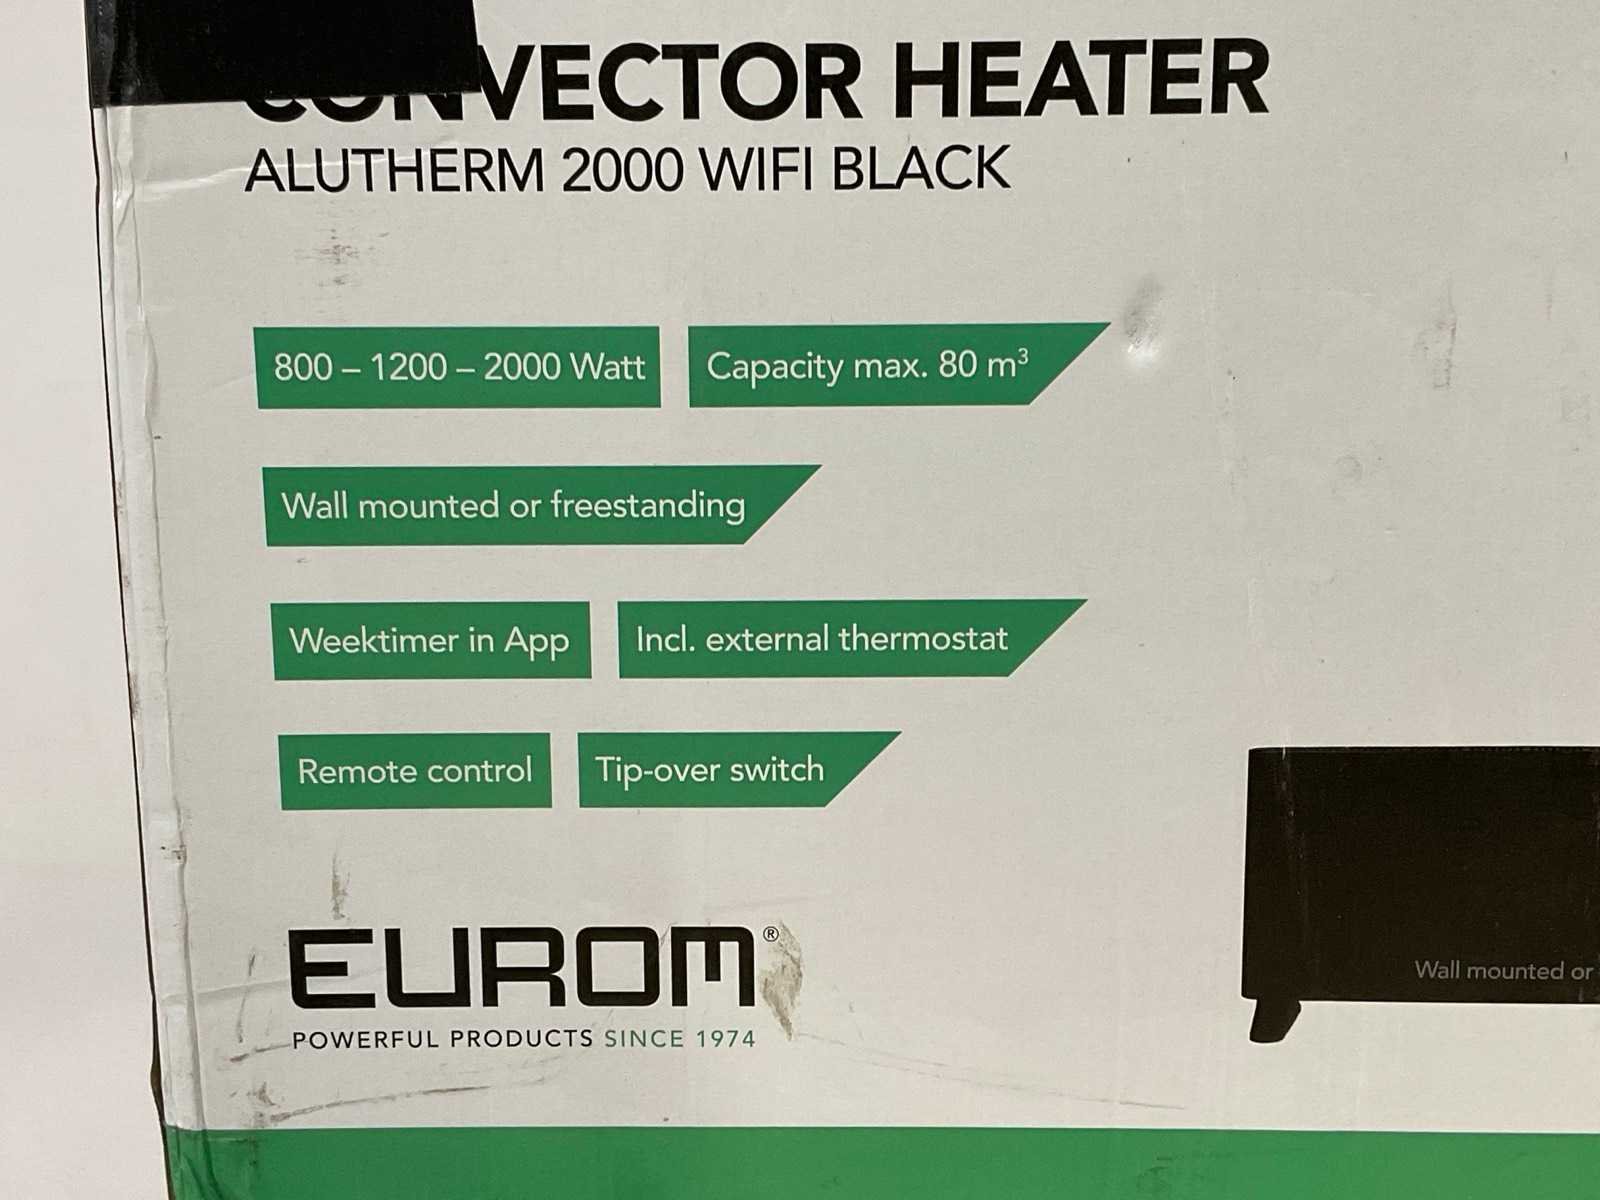 CONVECTOR HEATER
ALUTHERM 2000 WIFI BLACK
800 – 1200 – 2000 Watt
Capacity max. 80 m³
Wall mounted or freestanding
Weektimer in App
Incl. external thermostat
Remote control
Tip-over switch
EUROM®
POWERFUL PRODUCTS SINCE 1974
Wall mounted or